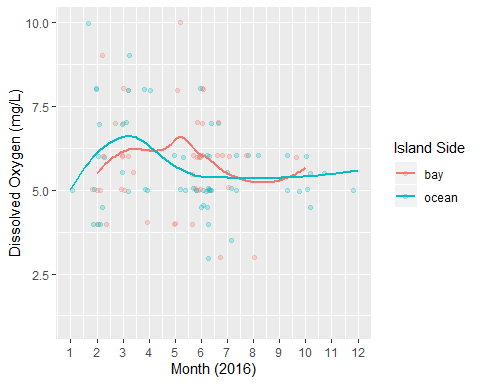 10.0
7.5
5.0
2.5
Dissolved Oxygen (mg/L)
1 2 3 4 5 6 7 8 9 10 11 12
Month (2016)
Island Side
bay
ocean